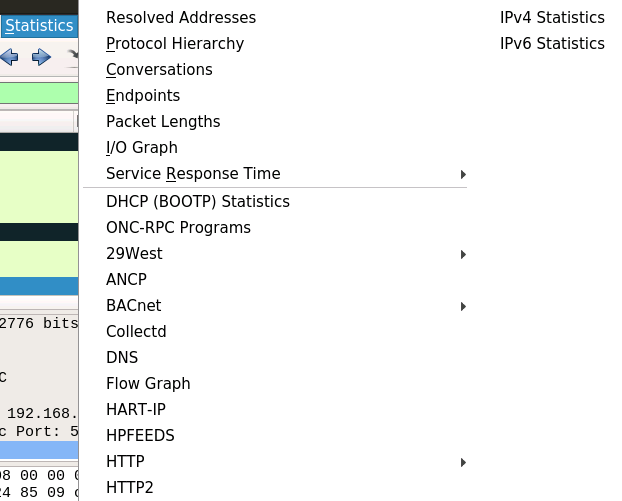 Statistics
Resolved Addresses
Protocol Hierarchy
Conversations
Endpoints
Packet Lengths
I/O Graph
Service Response Time
DHCP (BOOTP) Statistics
ONC-RPC Programs
29West
ANCP
BACnet
Collectd
DNS
Flow Graph
HART-IP
HPFEEDS
HTTP
HTTP2
IPv4 Statistics
IPv6 Statistics
2776 bits
192.168.
c Port: 5
08 00 00
24 85 09